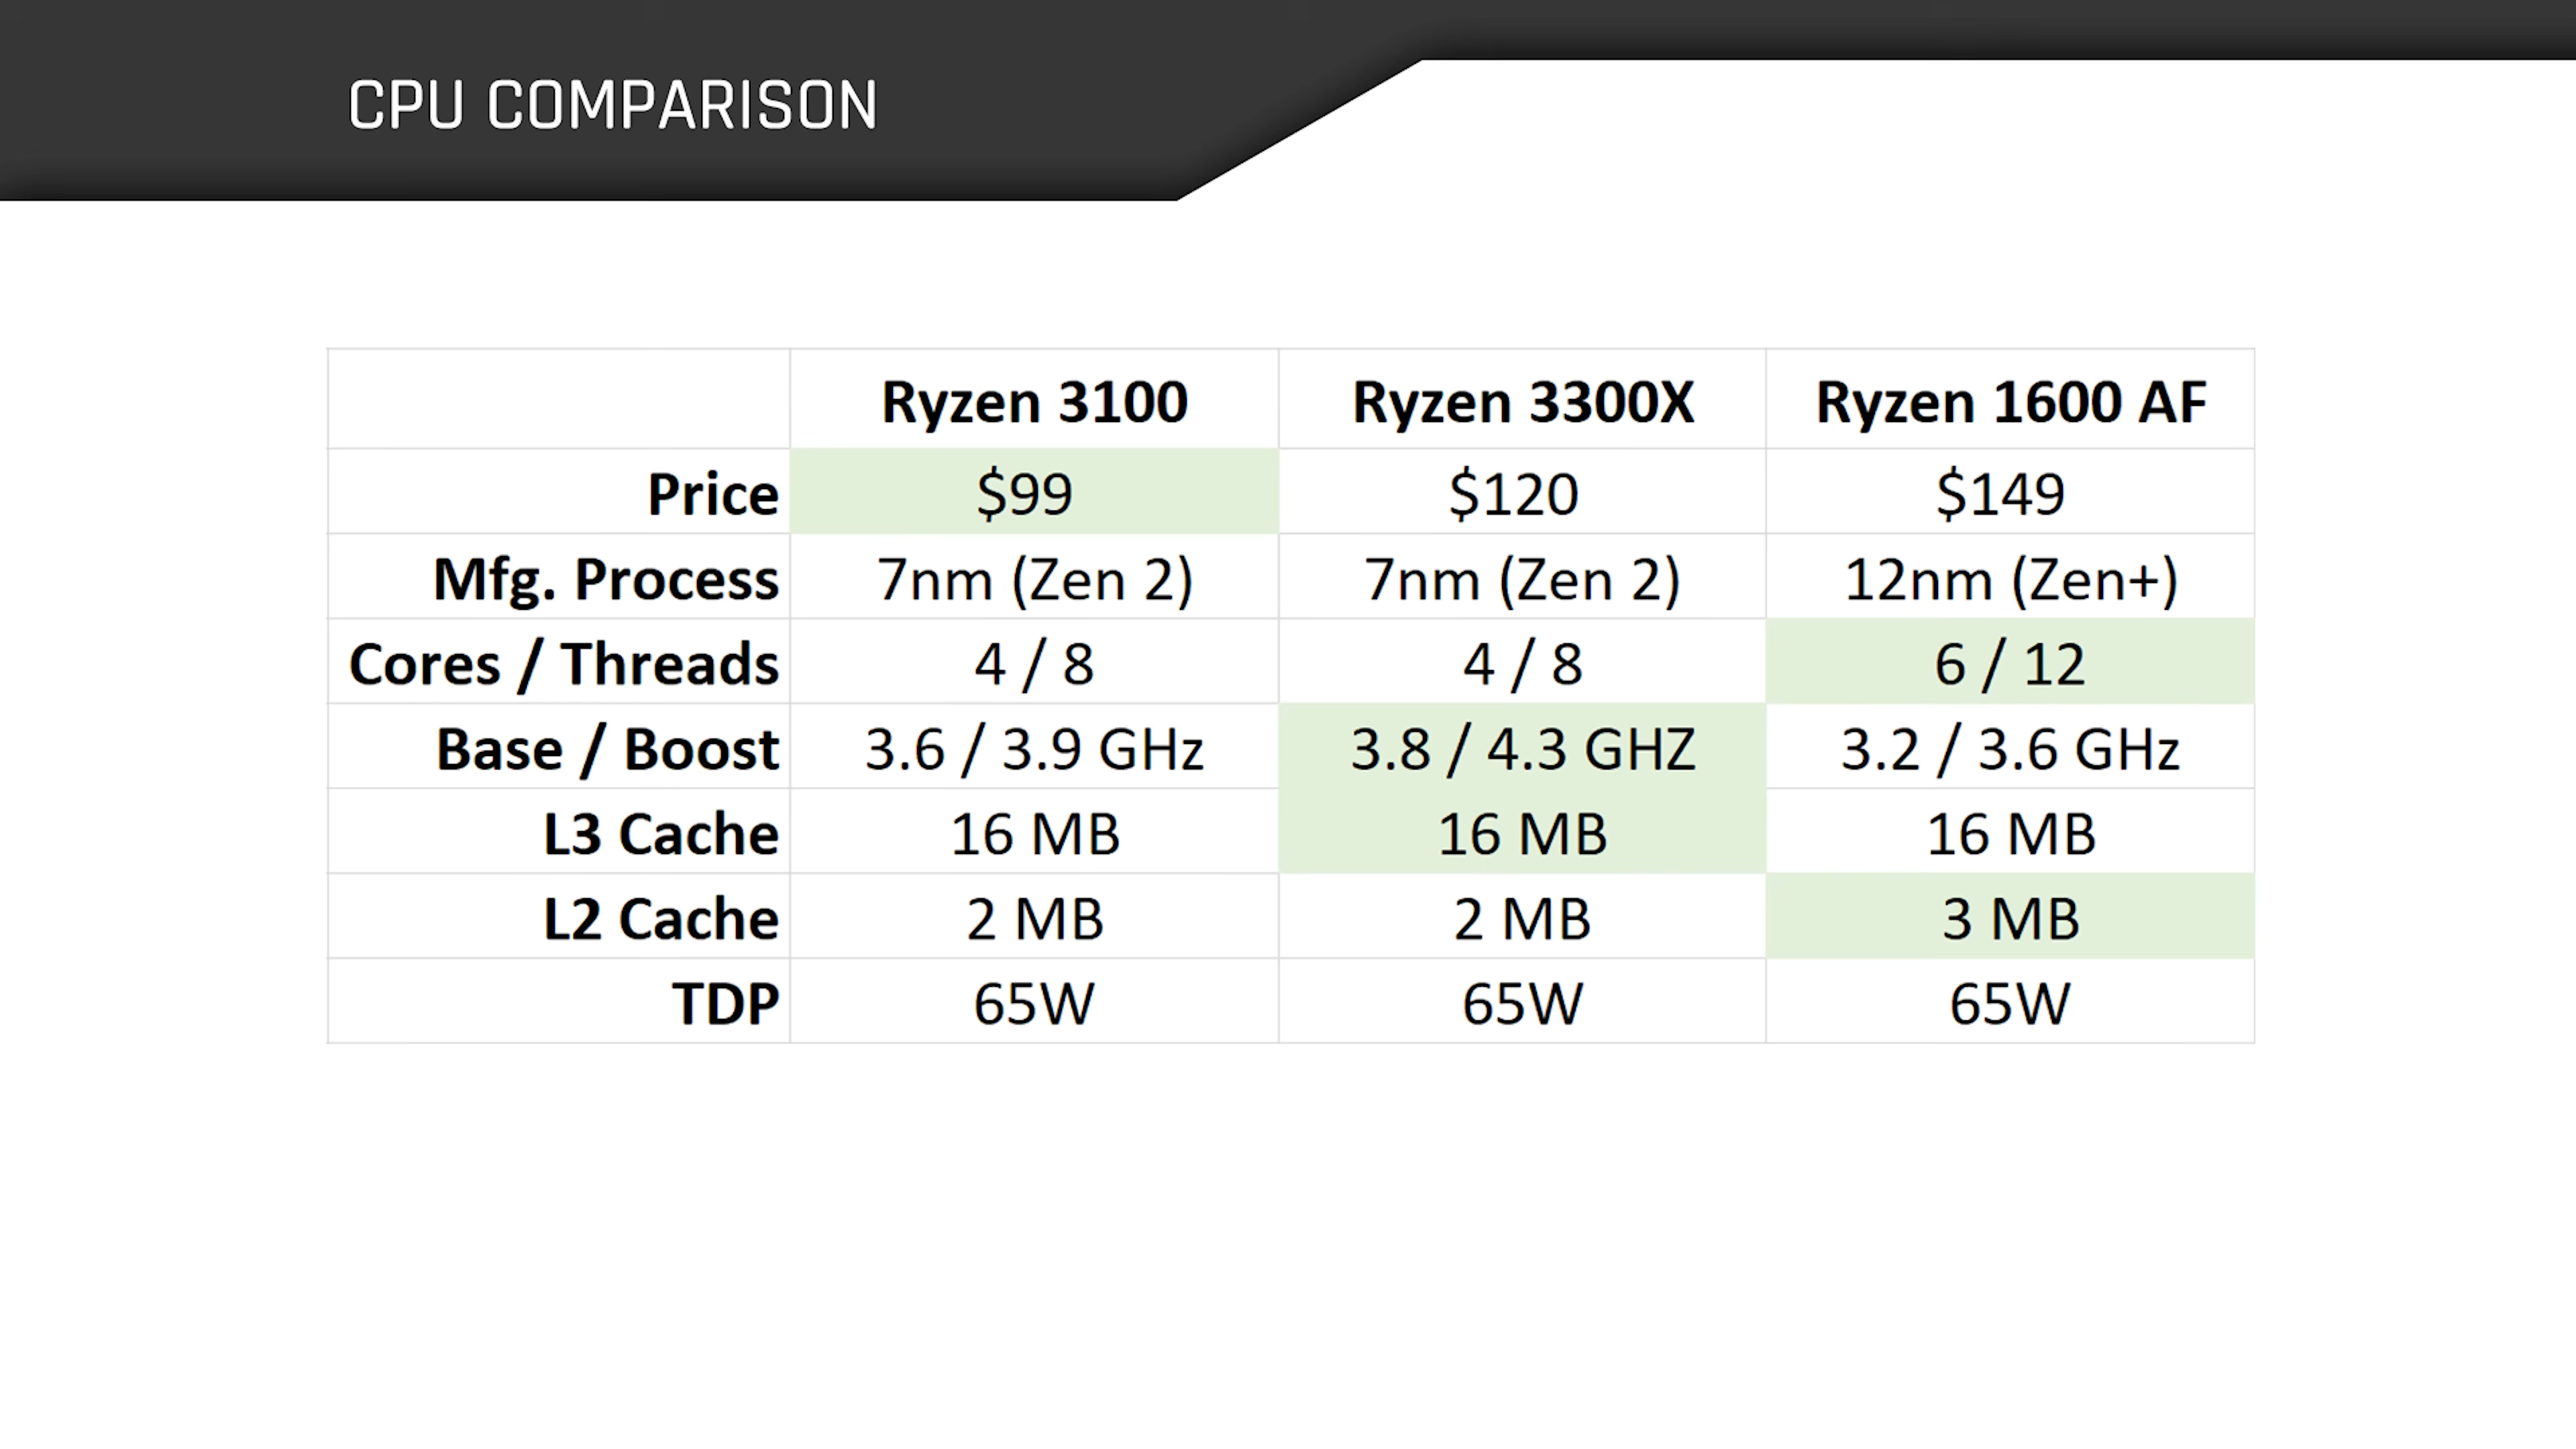 CPU COMPARISON
Ryzen 3100 Ryzen 3300X Ryzen 1600 AF
Price $99 $120 $149
Mfg. Process 7nm (Zen 2) 7nm (Zen 2) 12nm (Zen+)
Cores / Threads 4 / 8 4 / 8 6 / 12
Base / Boost 3.6 / 3.9 GHz 3.8 / 4.3 GHZ 3.2 / 3.6 GHz
L3 Cache 16 MB 16 MB 16 MB
L2 Cache 2 MB 2 MB 3 MB
TDP 65W 65W 65W